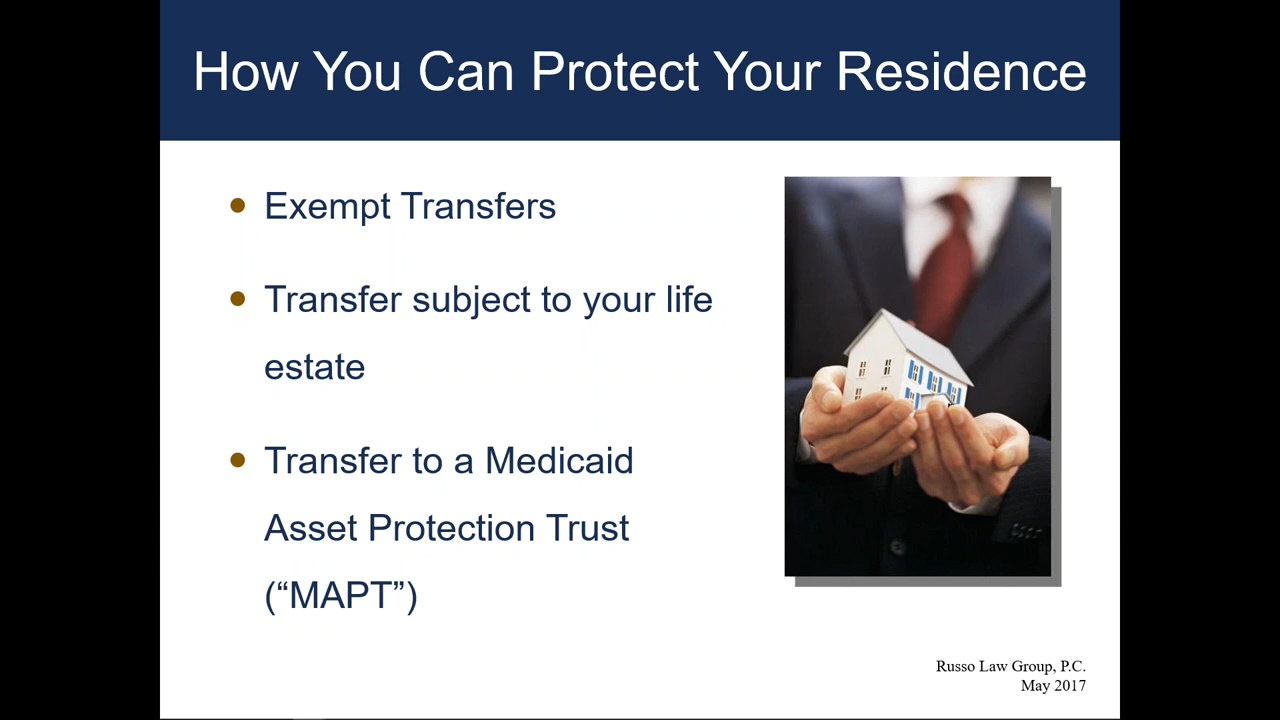 How You Can Protect Your Residence
• Exempt Transfers
• Transfer subject to your life
estate
• Transfer to a Medicaid
Asset Protection Trust
(“MAPT”)
Russo Law Group, P.C.
May 2017